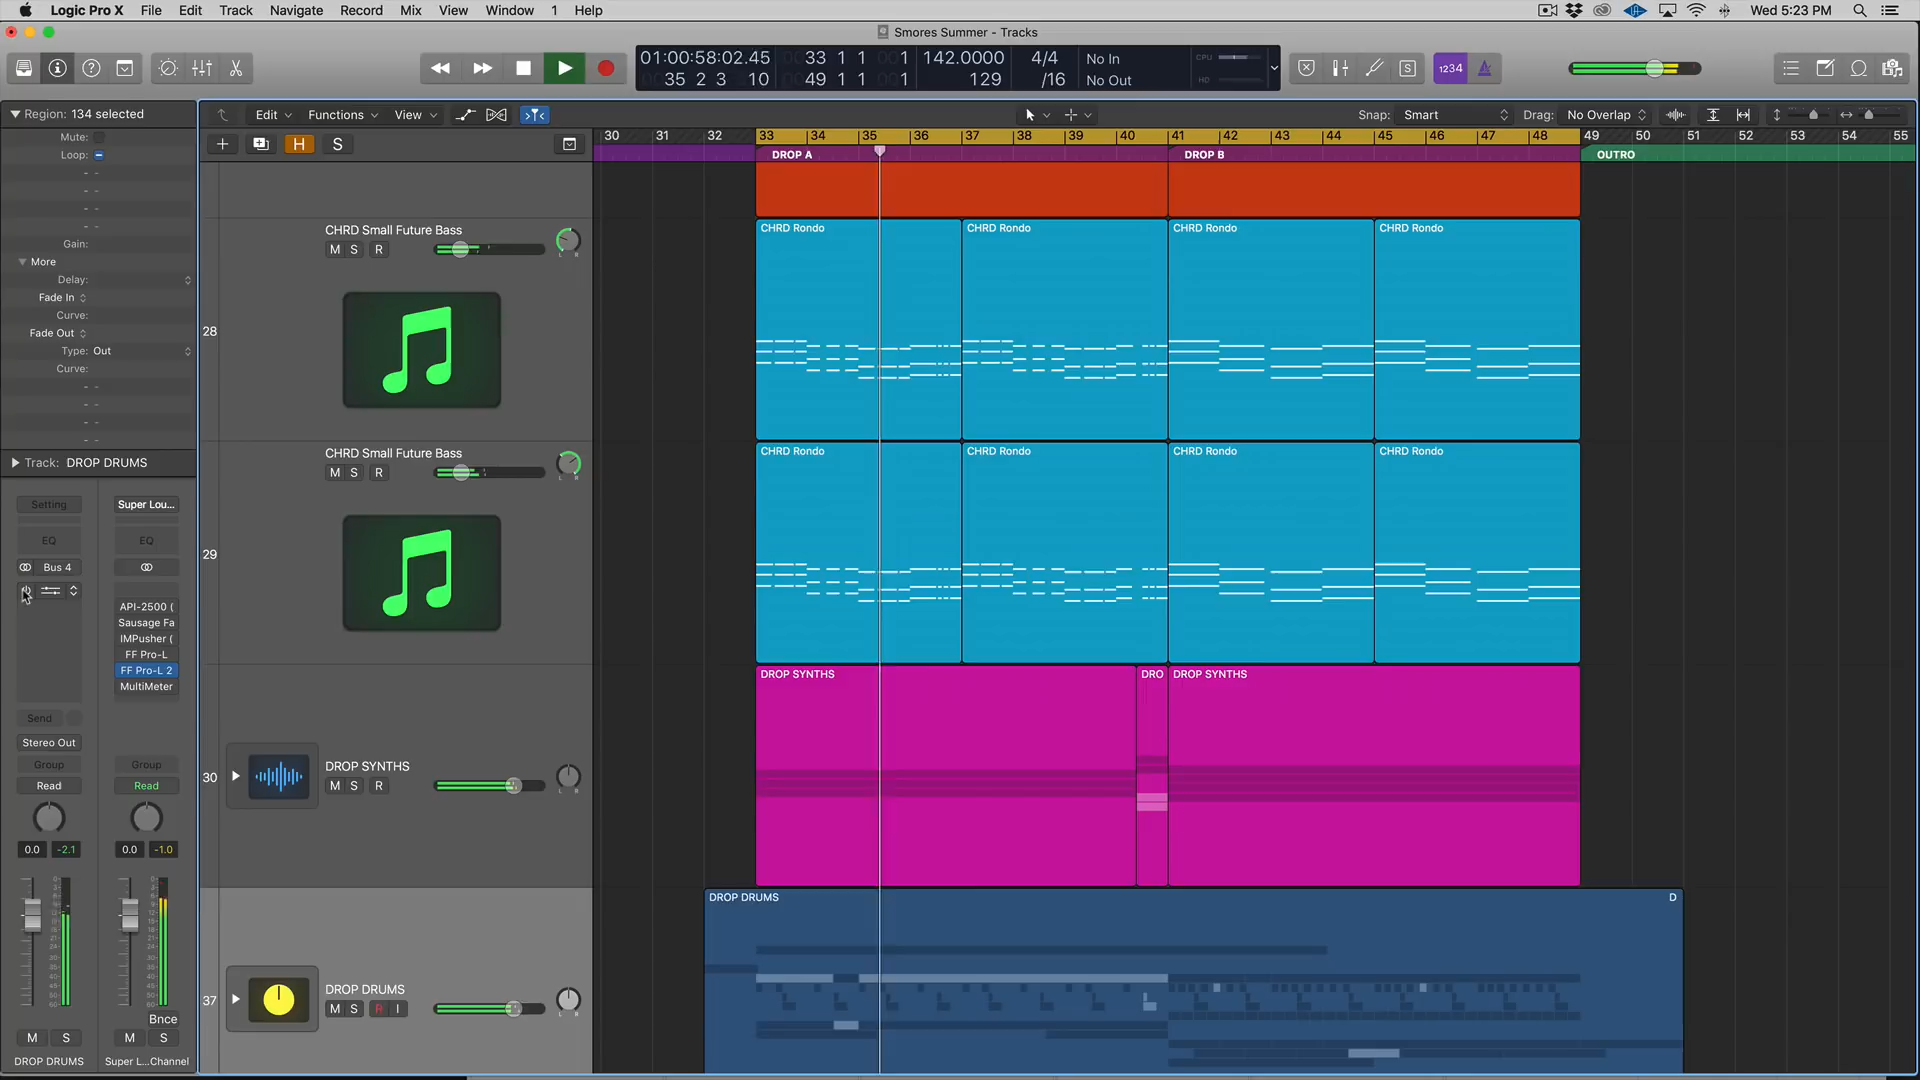 Logic Pro X File Edit Track Navigate Record Mix View Window 1 Help
Wed 5:23 PM
Smores Summer - Tracks
01:00:58:02.45 33 1 1 1 142.0000 4/4 No In CPU
35 2 3 10 49 1 1 1 129 /16 No Out HD
1234
Region: 134 selected
Mute:
Loop:
Gain:
More
Delay:
Fade In
Curve:
Fade Out
Type: Out
Curve:
Track: DROP DRUMS
Setting Super Lou...
EQ EQ
Bus 4
API-2500 (
Sausage Fa
IMPusher (
FF Pro-L
FF Pro-L 2
MultiMeter
Send
Stereo Out
Group Group
Read Read
0.0 -2.1 0.0 -1.0
Bnce
M S M S
DROP DRUMS Super L...Channel
Edit Functions View
Snap: Smart Drag: No Overlap
H S
30 31 32 33 34 35 36 37 38 39 40 41 42 43 44 45 46 47 48 49 50 51 52 53 54 55
DROP A DROP B OUTRO
28
CHRD Small Future Bass
M S R
L R
CHRD Rondo CHRD Rondo CHRD Rondo CHRD Rondo
29
CHRD Small Future Bass
M S R
L R
CHRD Rondo CHRD Rondo CHRD Rondo CHRD Rondo
30
DROP SYNTHS
M S R
L R
DROP SYNTHS DRO DROP SYNTHS
37
DROP DRUMS
M S R I
L R
DROP DRUMS D